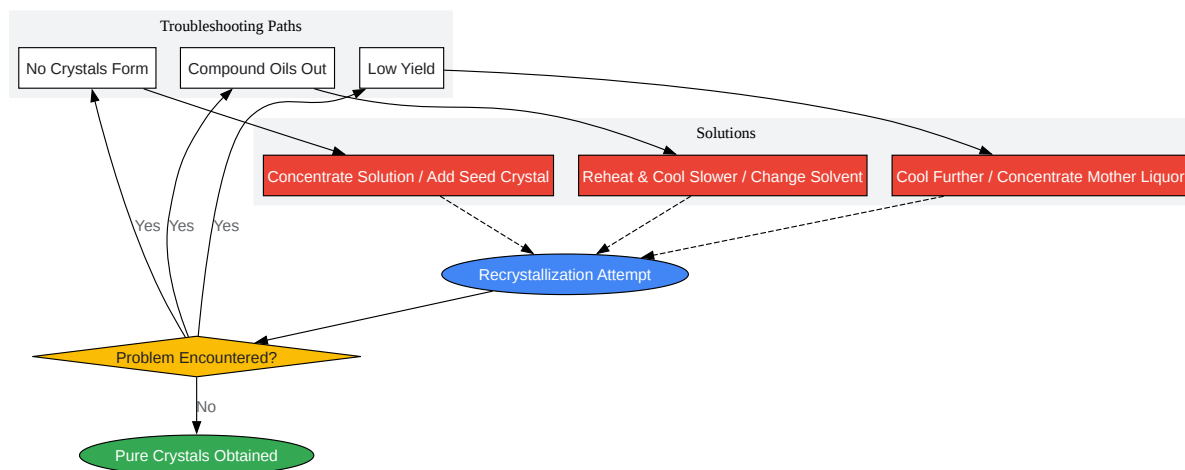 Troubleshooting Paths
No Crystals Form
Compound Oils Out
Low Yield
Solutions
Concentrate Solution / Add Seed Crystal
Reheat & Cool Slower / Change Solvent
Cool Further / Concentrate Mother Liquor
Yes
Yes
Yes
Recrystallization Attempt
Problem Encountered?
No
Pure Crystals Obtained